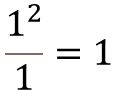 1²/1 = 1